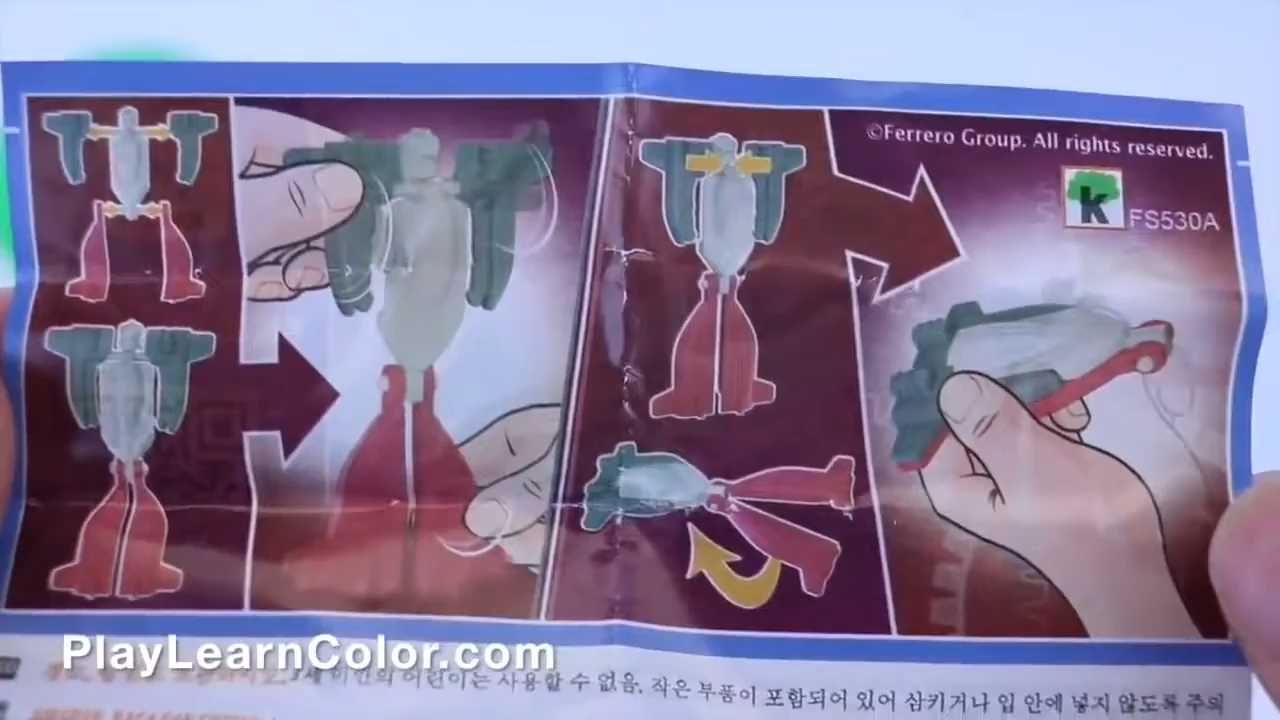 ©Ferrero Group. All rights reserved.
k
FS530A
PlayLearnColor.com
3세 미만의 어린이는 사용할 수 없음. 작은 부품이 포함되어 있어 삼키거나 입 안에 넣지 않도록 주의